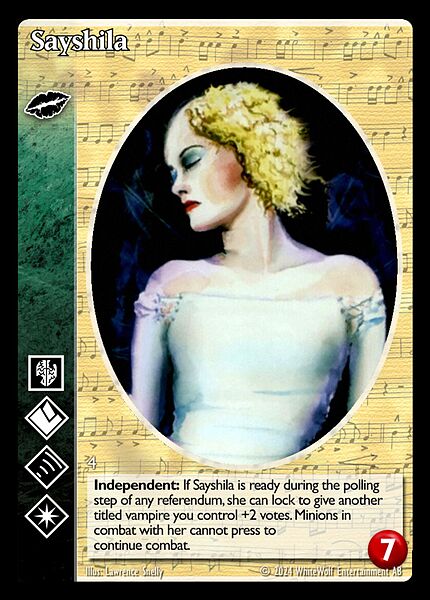 Sayshila
4
Independent: If Sayshila is ready during the polling
step of any referendum, she can lock to give another
titled vampire you control +2 votes. Minions in
combat with her cannot press to
continue combat.
7
Illus: Lawrence Snelly
© 2024 WhiteWolf Entertainment AB